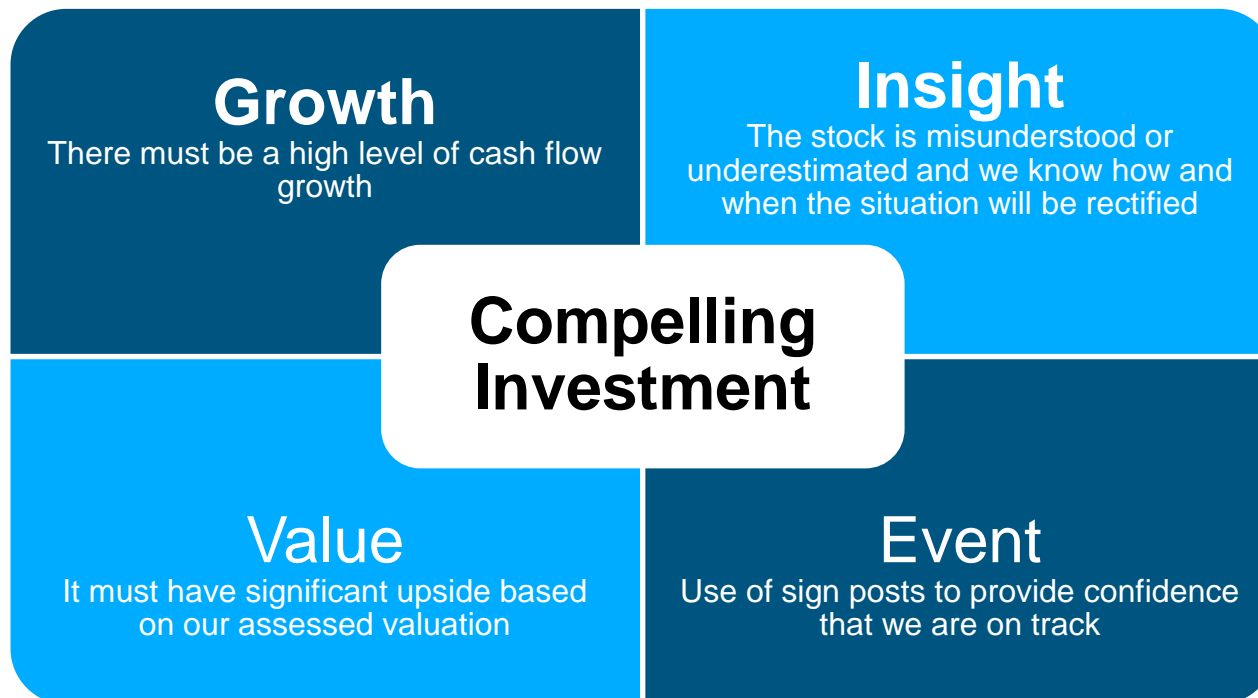 Growth
There must be a high level of cash flow
growth
Insight
The stock is misunderstood or
underestimated and we know how and
when the situation will be rectified
Compelling
Investment
Value
It must have significant upside based
on our assessed valuation
Event
Use of sign posts to provide confidence
that we are on track